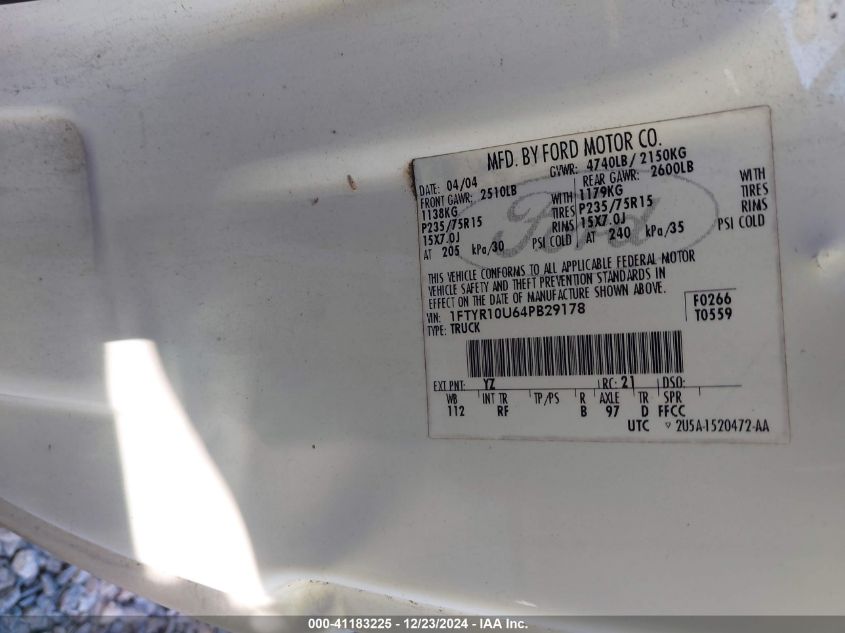 MFD. BY FORD MOTOR CO.
DATE: 04/04 GVWR: 4740LB/ 2150KG
FRONT GAWR: 2510LB REAR GAWR: 2600LB
1138KG WITH 1179KG WITH
P235/75R15 TIRES P235/75R15 TIRES
15X7.0J RIMS 15X7.0J RIMS
AT 205 kPa/30 PSI COLD AT 240 kPa/35 PSI COLD
Ford
THIS VEHICLE CONFORMS TO ALL APPLICABLE FEDERAL MOTOR
VEHICLE SAFETY AND THEFT PREVENTION STANDARDS IN
EFFECT ON THE DATE OF MANUFACTURE SHOWN ABOVE.
VIN: 1FTYR10U64PB29178 F0266
TYPE: TRUCK T0559
EXT PNT: YZ RC: 21 DSO:
WB INT TR TP/PS R AXLE TR SPR
112 RF B 97 D FFCC
UTC ▽ 2U5A-1520472-AA
000-41183225 - 12/23/2024 - IAA Inc.